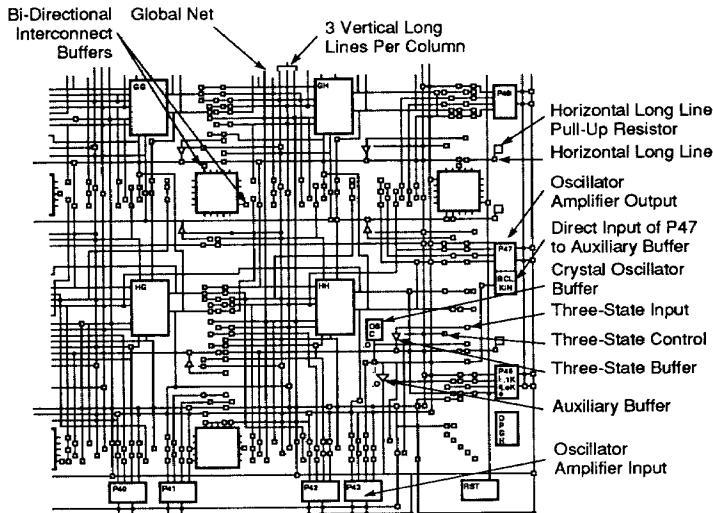 Bi-Directional
Interconnect
Buffers
Global Net
3 Vertical Long
Lines Per Column
GG
GH
Horizontal Long Line
Pull-Up Resistor
Horizontal Long Line
Oscillator
Amplifier Output
P47
BCL
KIN
Direct Input of P47
to Auxiliary Buffer
Crystal Oscillator
Buffer
HG
HH
OS
C
Three-State Input
Three-State Control
Three-State Buffer
Auxiliary Buffer
Oscillator
Amplifier Input
P40
P41
P42
P43
RST